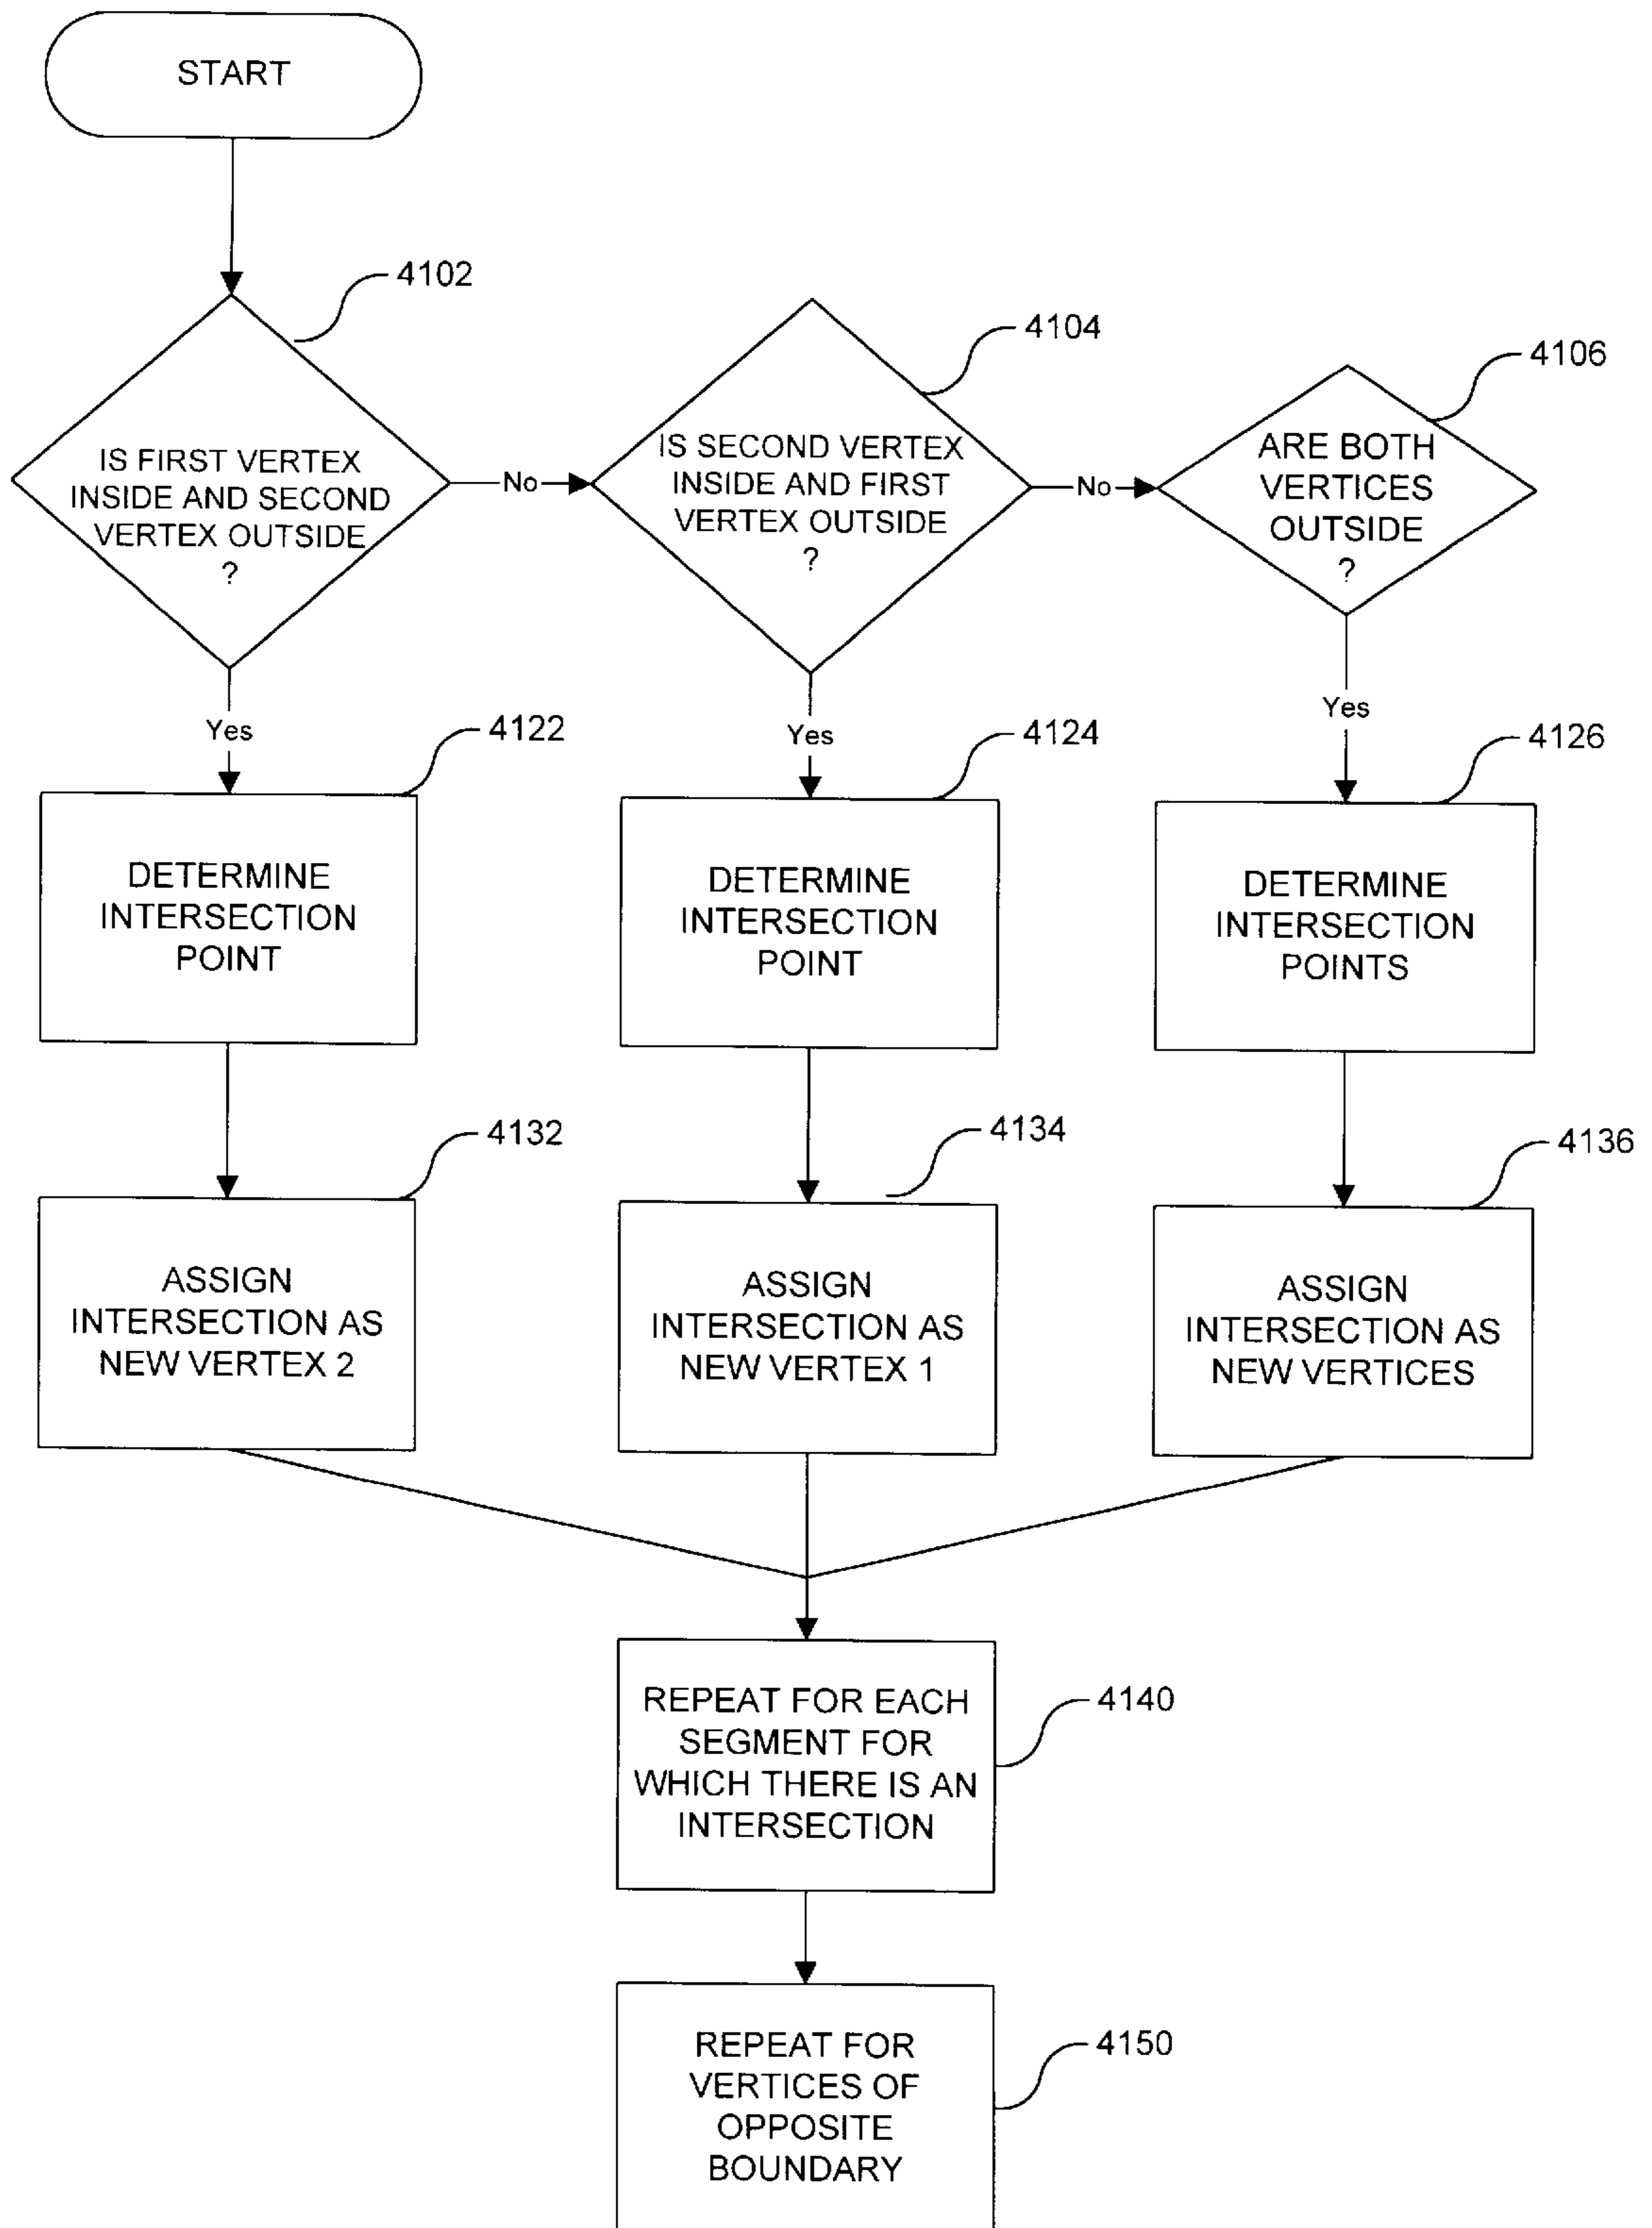 START
4102
4104
4106
IS FIRST VERTEX
INSIDE AND SECOND
VERTEX OUTSIDE
?
No
IS SECOND VERTEX
INSIDE AND FIRST
VERTEX OUTSIDE
?
No
ARE BOTH
VERTICES
OUTSIDE
?
Yes
4122
Yes
4124
Yes
4126
DETERMINE
INTERSECTION
POINT
DETERMINE
INTERSECTION
POINT
DETERMINE
INTERSECTION
POINTS
4132
4134
4136
ASSIGN
INTERSECTION AS
NEW VERTEX 2
ASSIGN
INTERSECTION AS
NEW VERTEX 1
ASSIGN
INTERSECTION AS
NEW VERTICES
REPEAT FOR EACH
SEGMENT FOR
WHICH THERE IS AN
INTERSECTION
4140
REPEAT FOR
VERTICES OF
OPPOSITE
BOUNDARY
4150